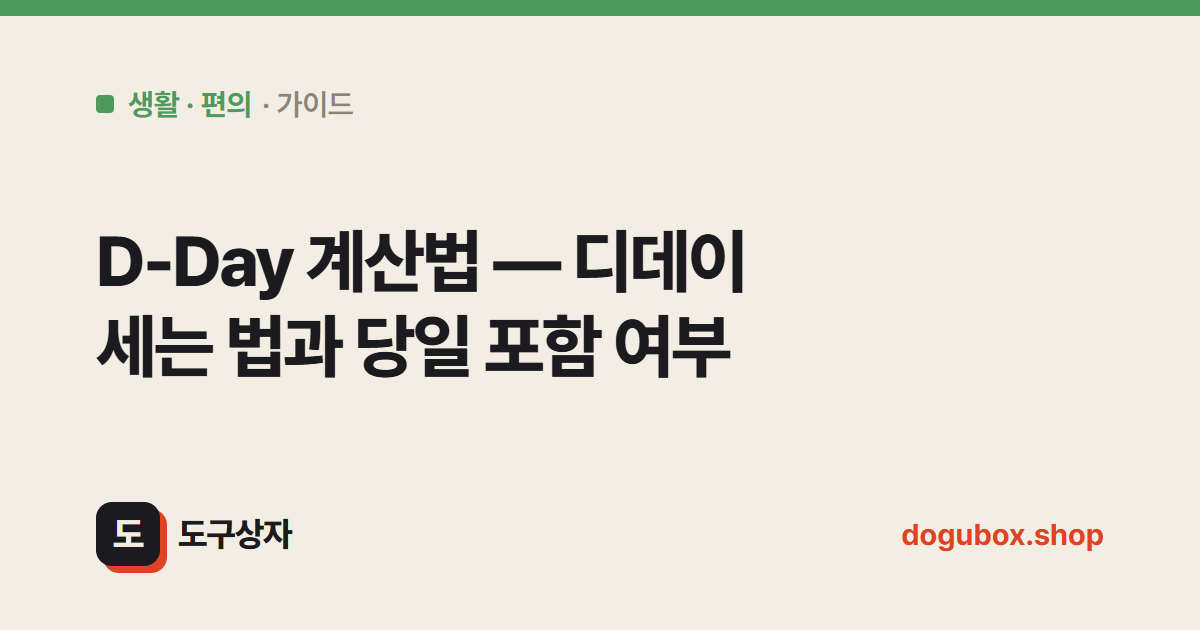 생활 · 편의 · 가이드
D-Day 계산법 — 디데이
세는 법과 당일 포함 여부
도 도구상자
dogubox.shop